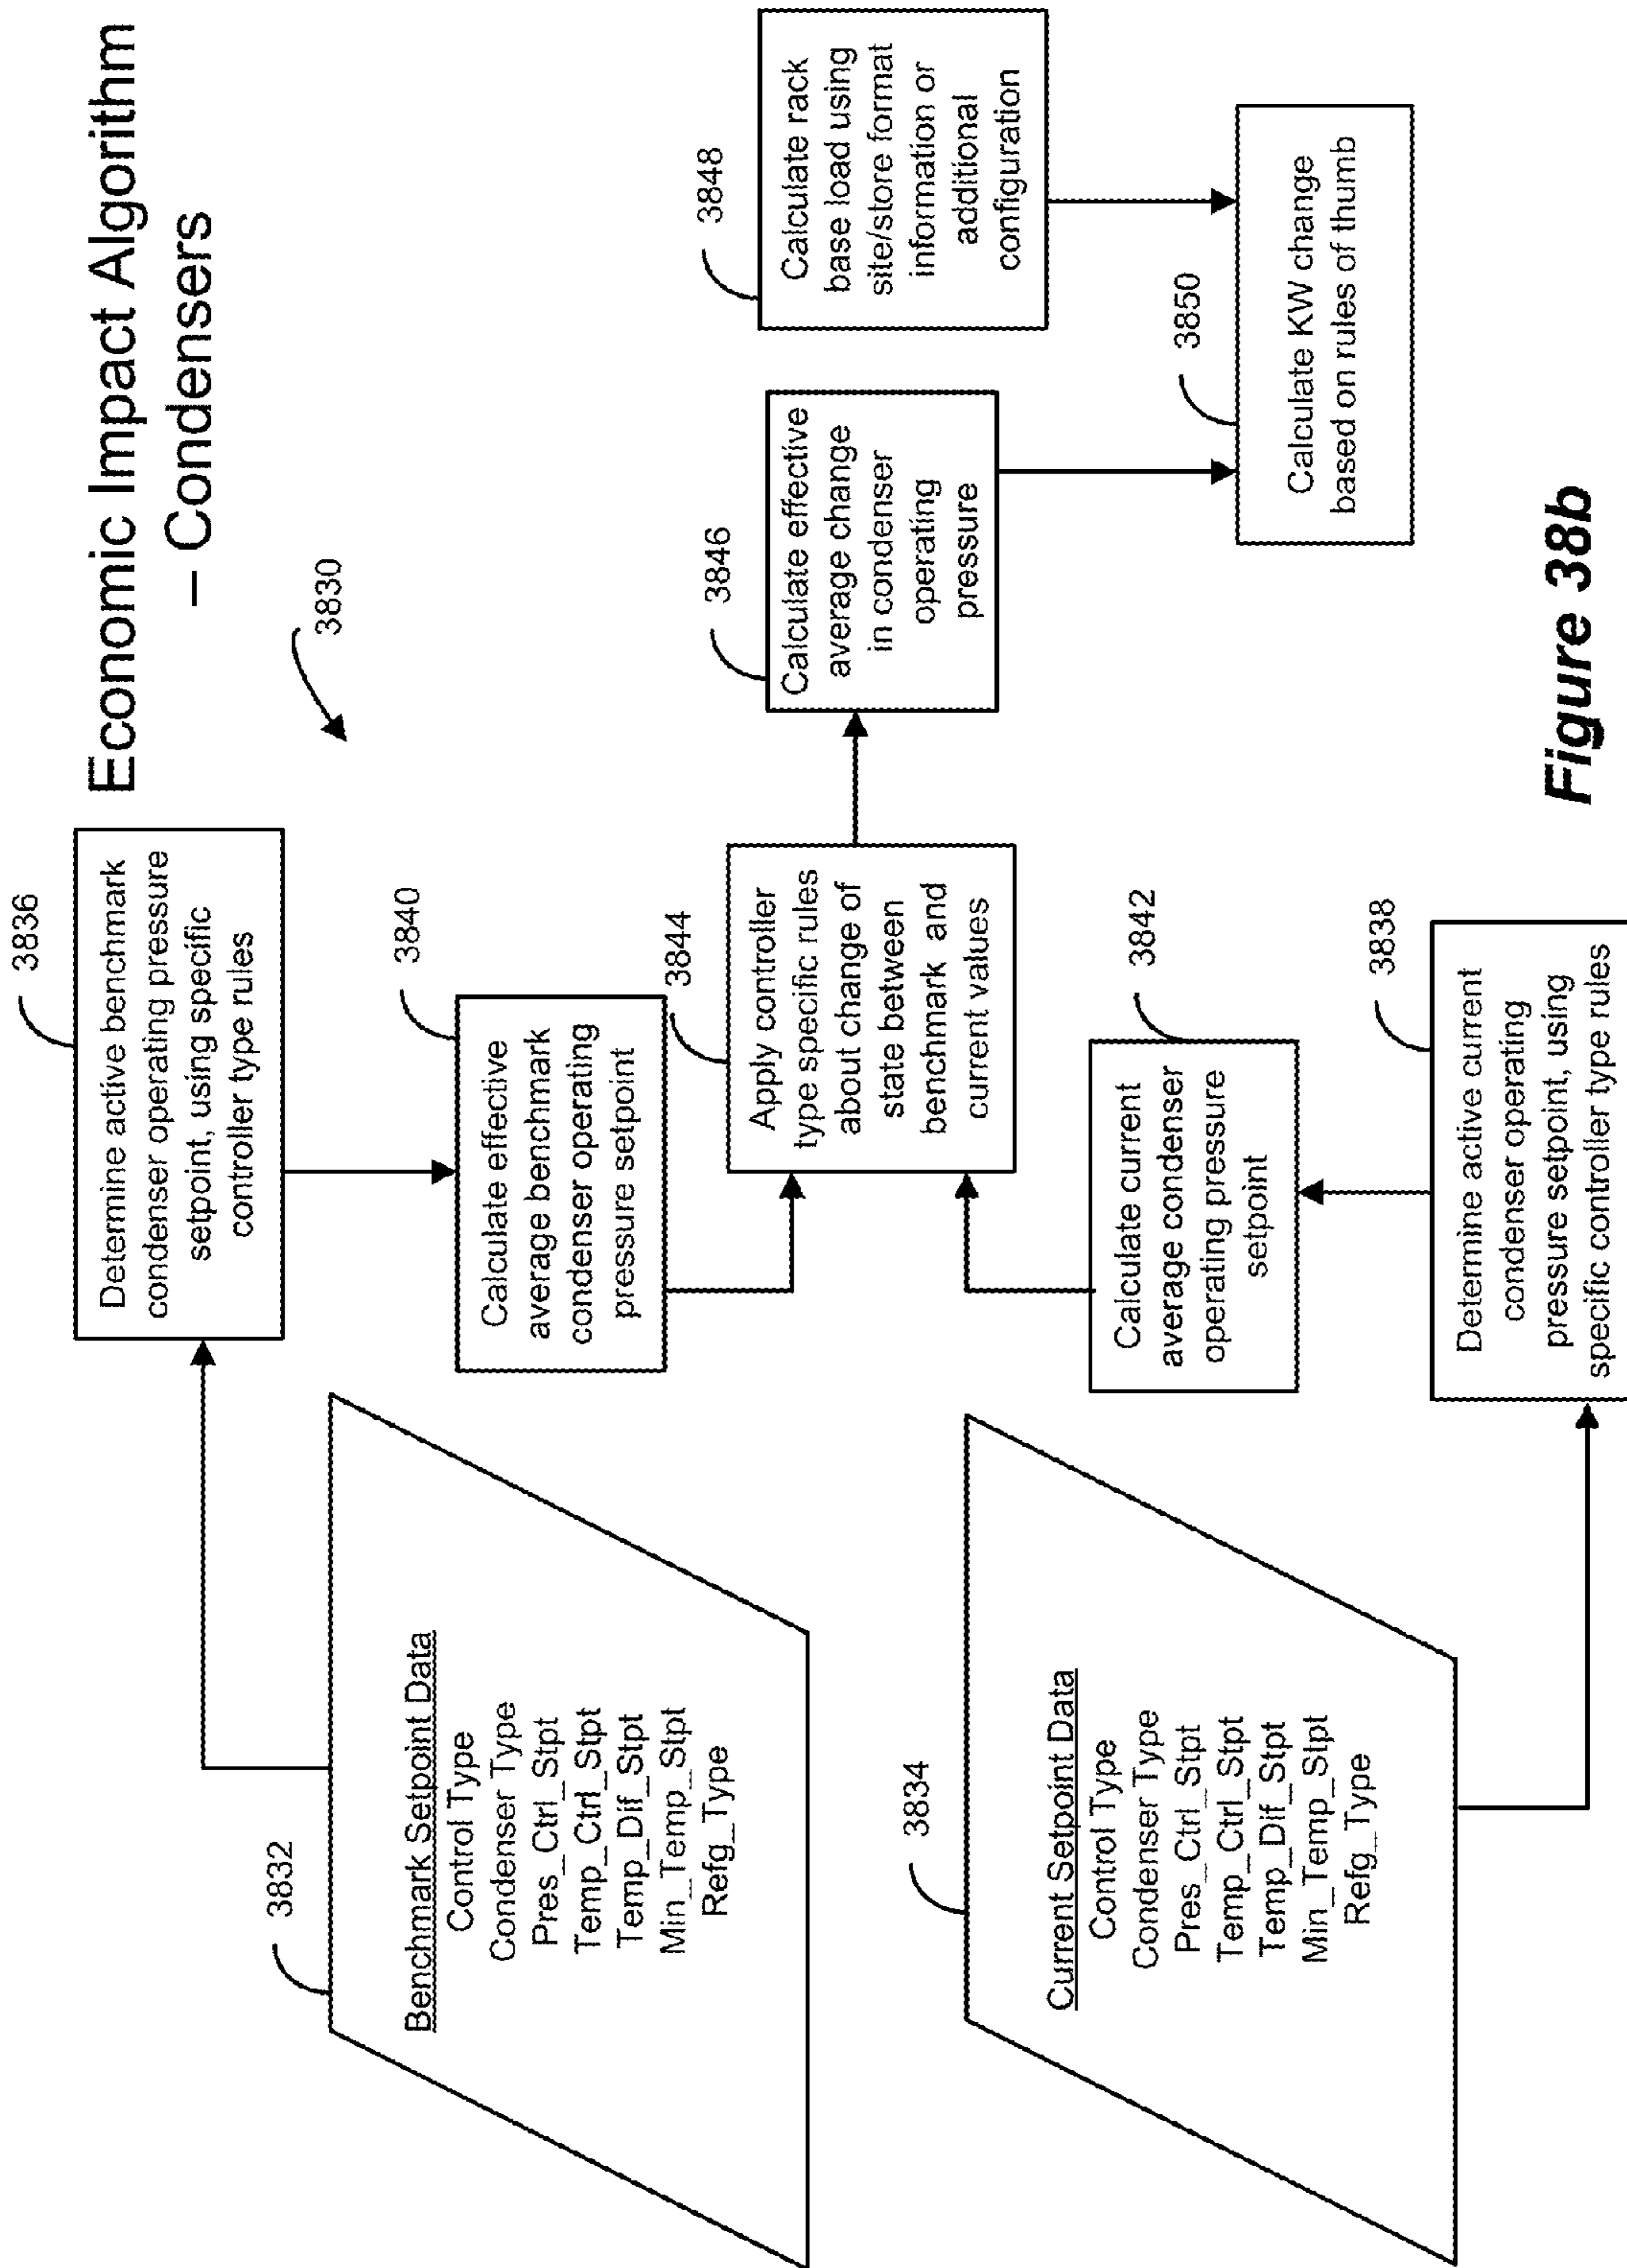 Economic Impact Algorithm
– Condensers
3830
3832
Benchmark Setpoint Data
Control Type
Condenser Type
Pres_Ctrl_Stpt
Temp_Ctrl_Stpt
Temp_Dif_Stpt
Min_Temp_Stpt
Refg_Type
3834
Current Setpoint Data
Control Type
Condenser Type
Pres_Ctrl_Stpt
Temp_Ctrl_Stpt
Temp_Dif_Stpt
Min_Temp_Stpt
Refg_Type
3836
Determine active benchmark
condenser operating pressure
setpoint, using specific
controller type rules
3840
Calculate effective
average benchmark
condenser operating
pressure setpoint
3844
Apply controller
type specific rules
about change of
state between
benchmark and
current values
3842
Calculate current
average condenser
operating pressure
setpoint
3838
Determine active current
condenser operating
pressure setpoint, using
specific controller type rules
3846
Calculate effective
average change
in condenser
operating
pressure
3848
Calculate rack
base load using
site/store format
information or
additional
configuration
3850
Calculate KW change
based on rules of thumb
Figure 38b